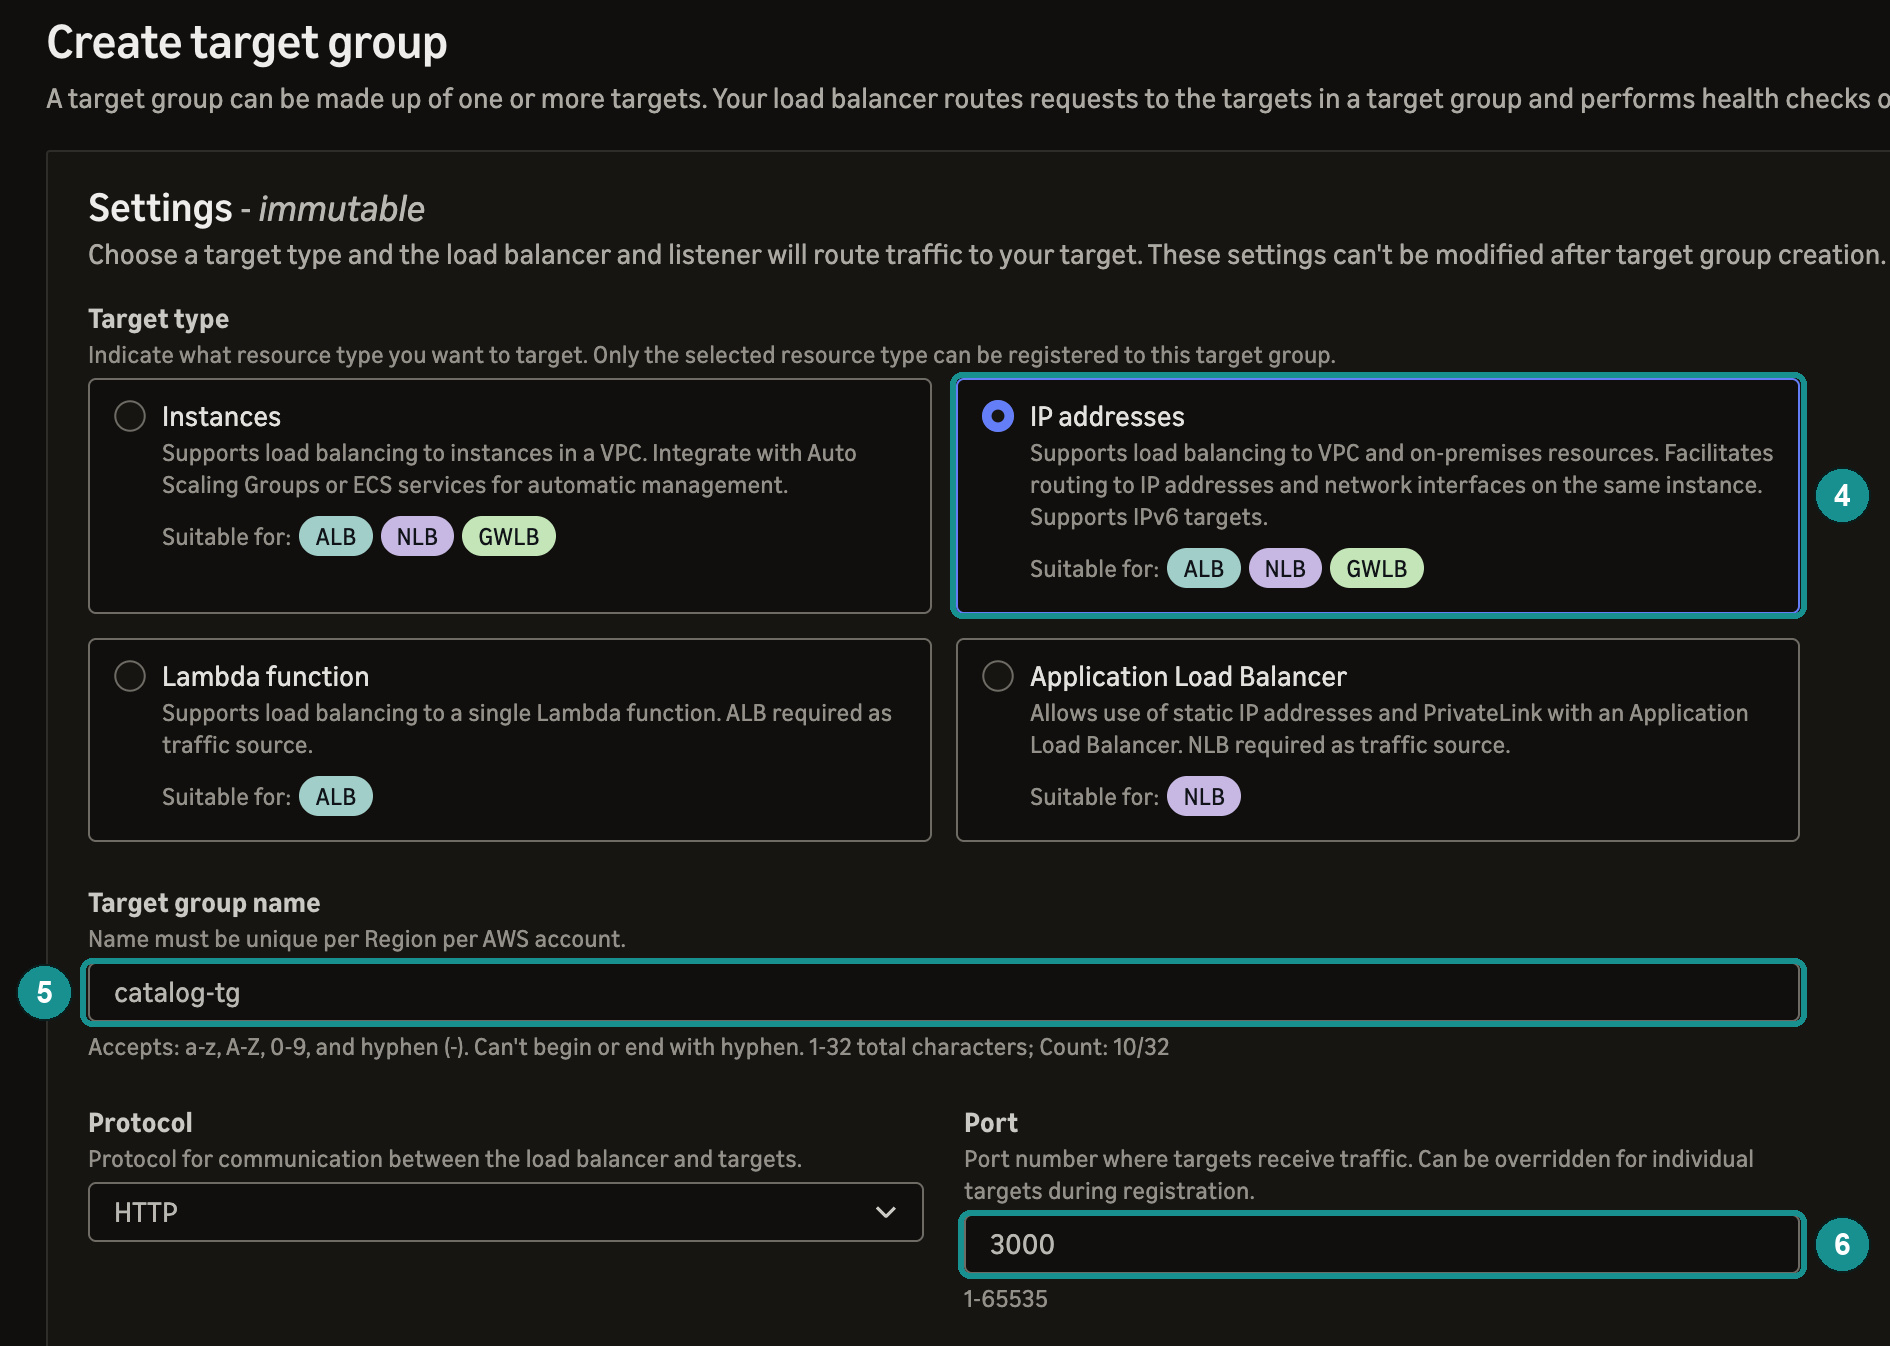 Create target group
A target group can be made up of one or more targets. Your load balancer routes requests to the targets in a target group and performs health checks o
Settings - immutable
Choose a target type and the load balancer and listener will route traffic to your target. These settings can't be modified after target group creation.
Target type
Indicate what resource type you want to target. Only the selected resource type can be registered to this target group.
Instances
Supports load balancing to instances in a VPC. Integrate with Auto
Scaling Groups or ECS services for automatic management.
Suitable for: ALB NLB GWLB
IP addresses
Supports load balancing to VPC and on-premises resources. Facilitates
routing to IP addresses and network interfaces on the same instance.
Supports IPv6 targets.
Suitable for: ALB NLB GWLB
4
Lambda function
Supports load balancing to a single Lambda function. ALB required as
traffic source.
Suitable for: ALB
Application Load Balancer
Allows use of static IP addresses and PrivateLink with an Application
Load Balancer. NLB required as traffic source.
Suitable for: NLB
Target group name
Name must be unique per Region per AWS account.
5
catalog-tg
Accepts: a-z, A-Z, 0-9, and hyphen (-). Can't begin or end with hyphen. 1-32 total characters; Count: 10/32
Protocol
Protocol for communication between the load balancer and targets.
HTTP
Port
Port number where targets receive traffic. Can be overridden for individual
targets during registration.
3000
6
1-65535